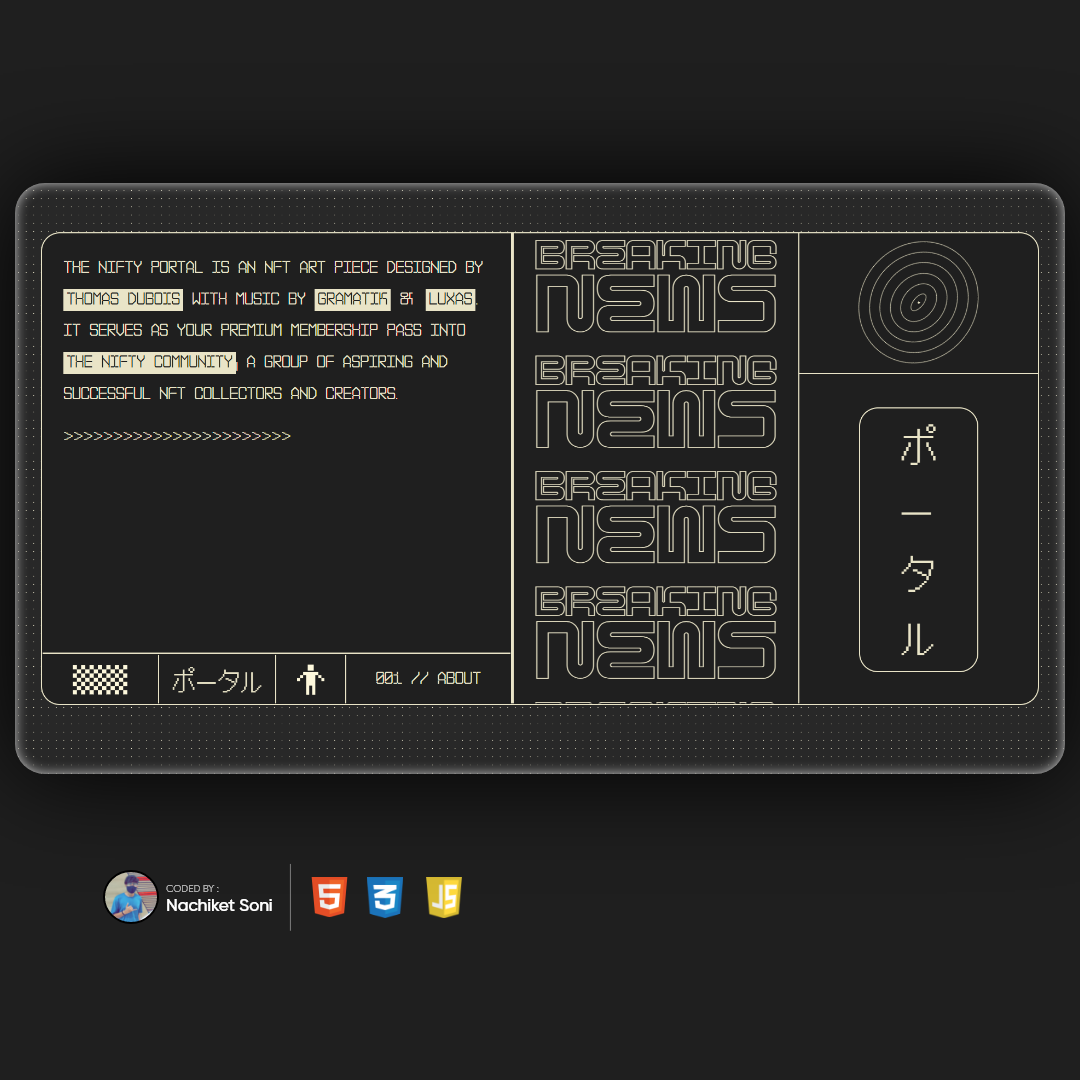 THE NIFTY PORTAL IS AN NFT ART PIECE DESIGNED BY
THOMAS DUBOIS WITH MUSIC BY GRAMATIK & LUXAS.
IT SERVES AS YOUR PREMIUM MEMBERSHIP PASS INTO
THE NIFTY COMMUNITY, A GROUP OF ASPIRING AND
SUCCESSFUL NFT COLLECTORS AND CREATORS.
>>>>>>>>>>>>>>>>>>>>>>>
ポータル
001 // ABOUT
BREAKING
NEWS
BREAKING
NEWS
BREAKING
NEWS
BREAKING
NEWS
ポータル
CODED BY :
Nachiket Soni
5
3
JS